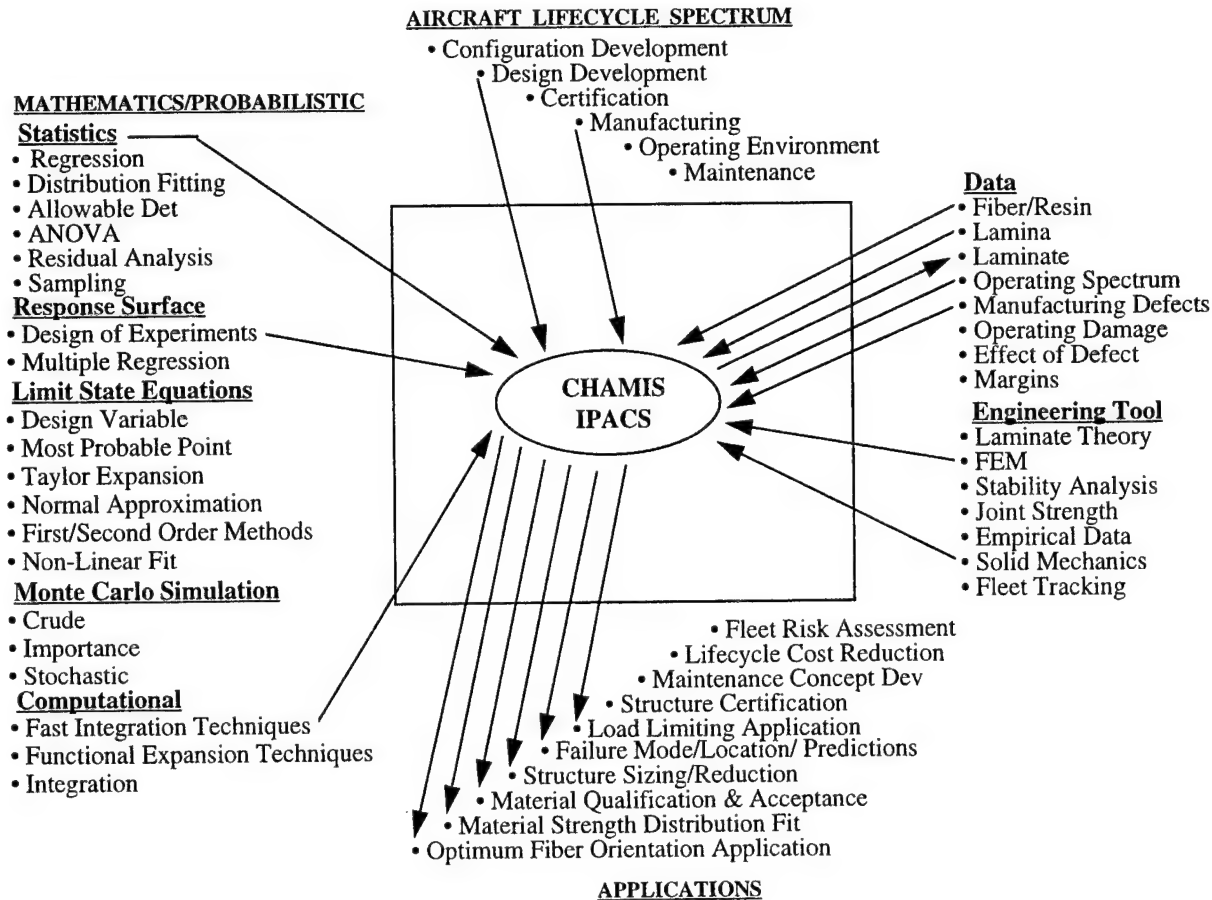 AIRCRAFT LIFECYCLE SPECTRUM
• Configuration Development
• Design Development
• Certification
• Manufacturing
• Operating Environment
• Maintenance
MATHEMATICS/PROBABILISTIC
Statistics
• Regression
• Distribution Fitting
• Allowable Det
• ANOVA
• Residual Analysis
• Sampling
Response Surface
• Design of Experiments
• Multiple Regression
Limit State Equations
• Design Variable
• Most Probable Point
• Taylor Expansion
• Normal Approximation
• First/Second Order Methods
• Non-Linear Fit
Monte Carlo Simulation
• Crude
• Importance
• Stochastic
Computational
• Fast Integration Techniques
• Functional Expansion Techniques
• Integration
CHAMIS
IPACS
Data
• Fiber/Resin
• Lamina
• Laminate
• Operating Spectrum
• Manufacturing Defects
• Operating Damage
• Effect of Defect
• Margins
Engineering Tool
• Laminate Theory
• FEM
• Stability Analysis
• Joint Strength
• Empirical Data
• Solid Mechanics
• Fleet Tracking
• Fleet Risk Assessment
• Lifecycle Cost Reduction
• Maintenance Concept Dev
• Structure Certification
• Load Limiting Application
• Failure Mode/Location/ Predictions
• Structure Sizing/Reduction
• Material Qualification & Acceptance
• Material Strength Distribution Fit
• Optimum Fiber Orientation Application
APPLICATIONS